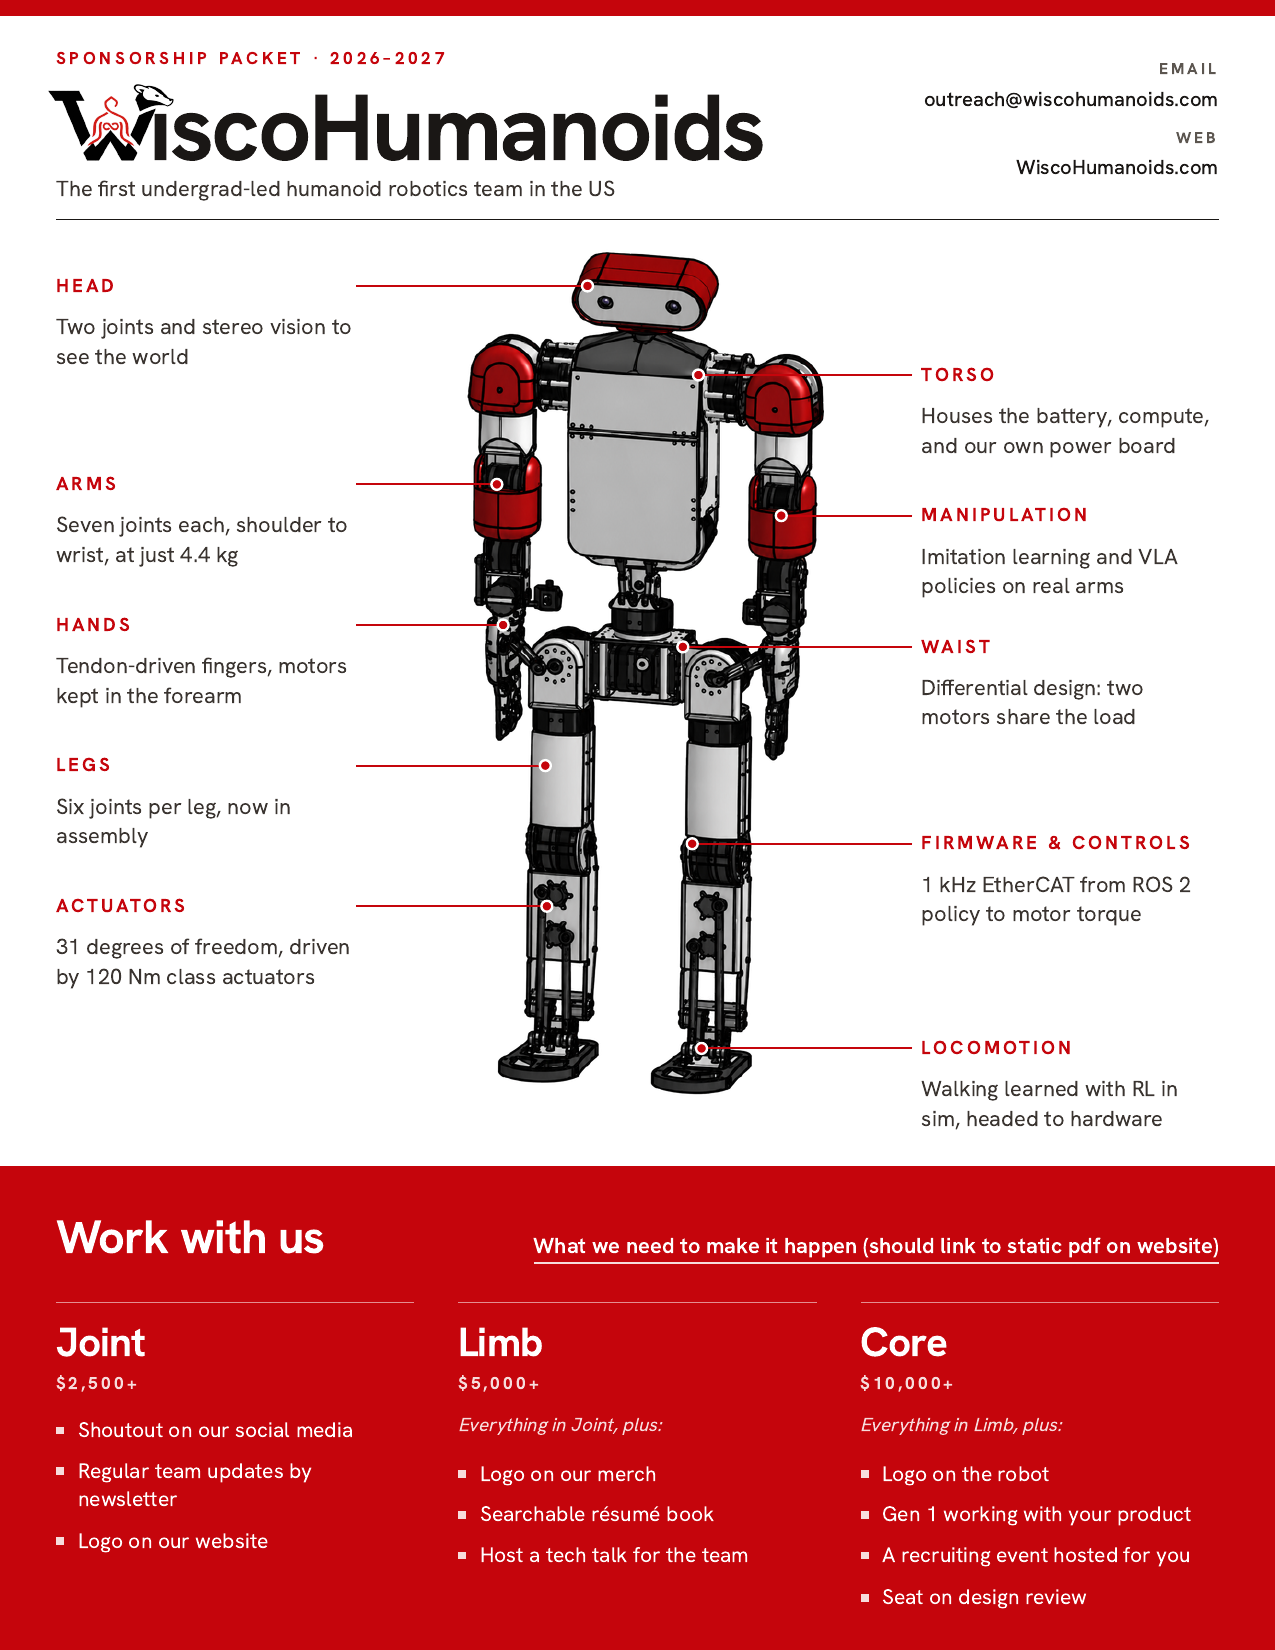 SPONSORSHIP PACKET · 2026–2027
WiscoHumanoids
The first undergrad-led humanoid robotics team in the US
EMAIL
outreach@wiscohumanoids.com
WEB
WiscoHumanoids.com
HEAD
Two joints and stereo vision to
see the world
ARMS
Seven joints each, shoulder to
wrist, at just 4.4 kg
HANDS
Tendon-driven fingers, motors
kept in the forearm
LEGS
Six joints per leg, now in
assembly
ACTUATORS
31 degrees of freedom, driven
by 120 Nm class actuators
TORSO
Houses the battery, compute,
and our own power board
MANIPULATION
Imitation learning and VLA
policies on real arms
WAIST
Differential design: two
motors share the load
FIRMWARE & CONTROLS
1 kHz EtherCAT from ROS 2
policy to motor torque
LOCOMOTION
Walking learned with RL in
sim, headed to hardware
Work with us
What we need to make it happen (should link to static pdf on website)
Joint
$2,500+
Shoutout on our social media
Regular team updates by
newsletter
Logo on our website
Limb
$5,000+
Everything in Joint, plus:
Logo on our merch
Searchable résumé book
Host a tech talk for the team
Core
$10,000+
Everything in Limb, plus:
Logo on the robot
Gen 1 working with your product
A recruiting event hosted for you
Seat on design review